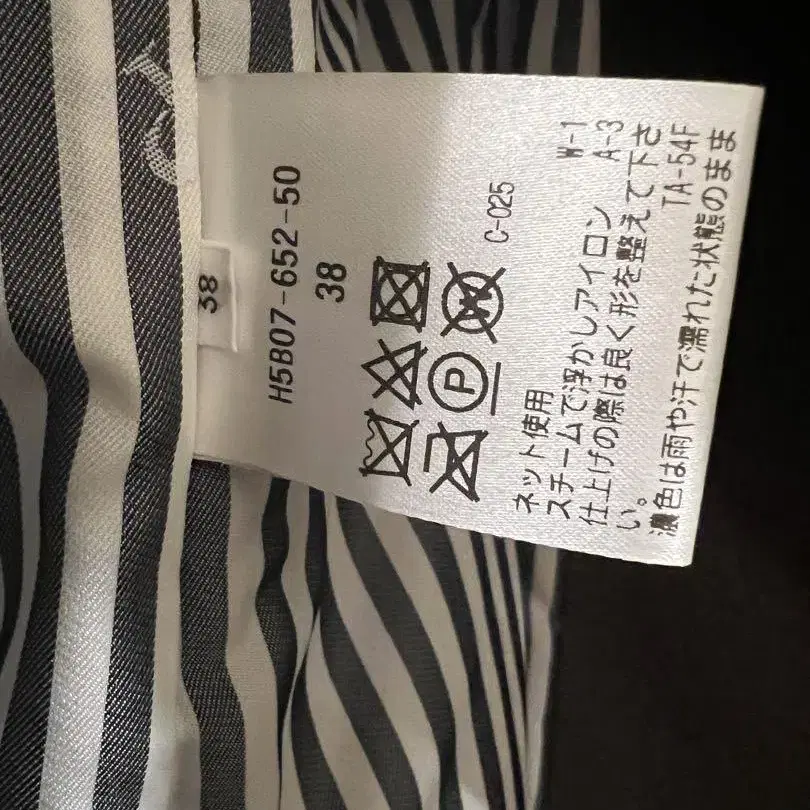 38
H5B07-652-50
38
P
W
C-025
ネット使用 W-1
スチームで浮かしアイロン A-3
仕上げの際は良く形を整えて下さ
い。 TA-54F
濃色は雨や汗で濡れた状態のまま